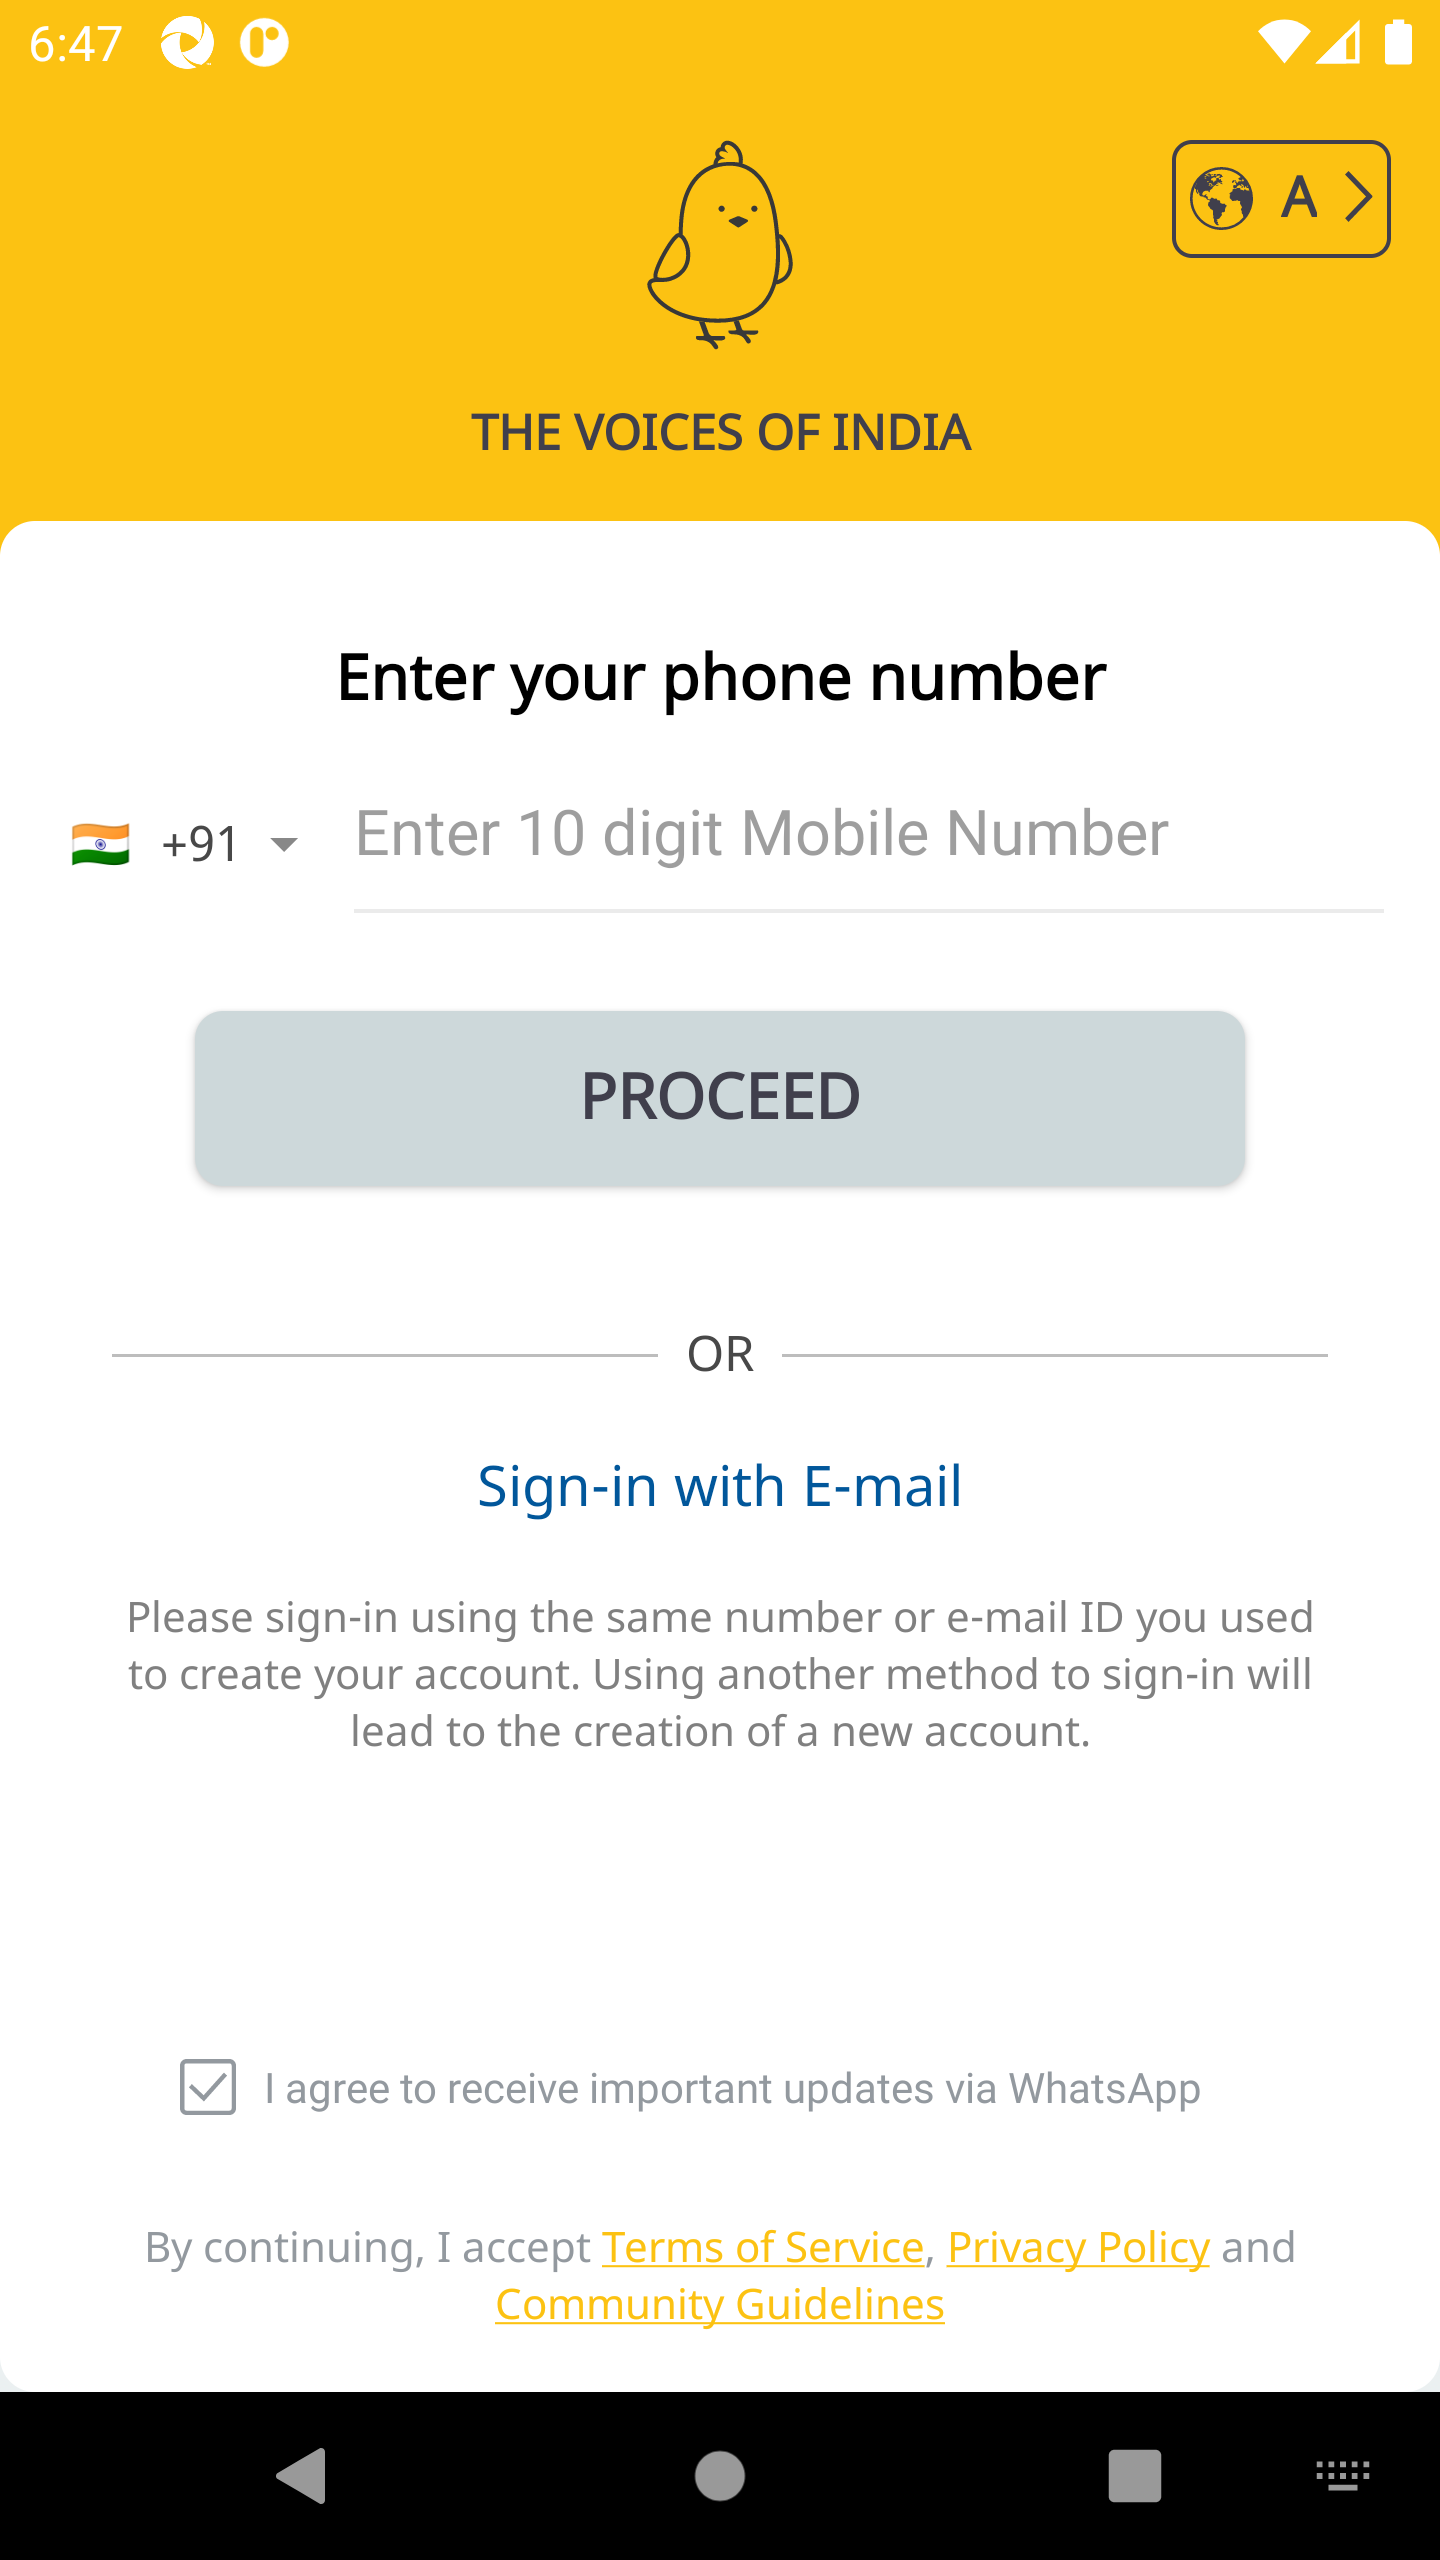 6:47
A
THE VOICES OF INDIA
Enter your phone number
+91
Enter 10 digit Mobile Number
PROCEED
OR
Sign-in with E-mail
Please sign-in using the same number or e-mail ID you used
to create your account. Using another method to sign-in will
lead to the creation of a new account.
I agree to receive important updates via WhatsApp
By continuing, I accept Terms of Service, Privacy Policy and
Community Guidelines